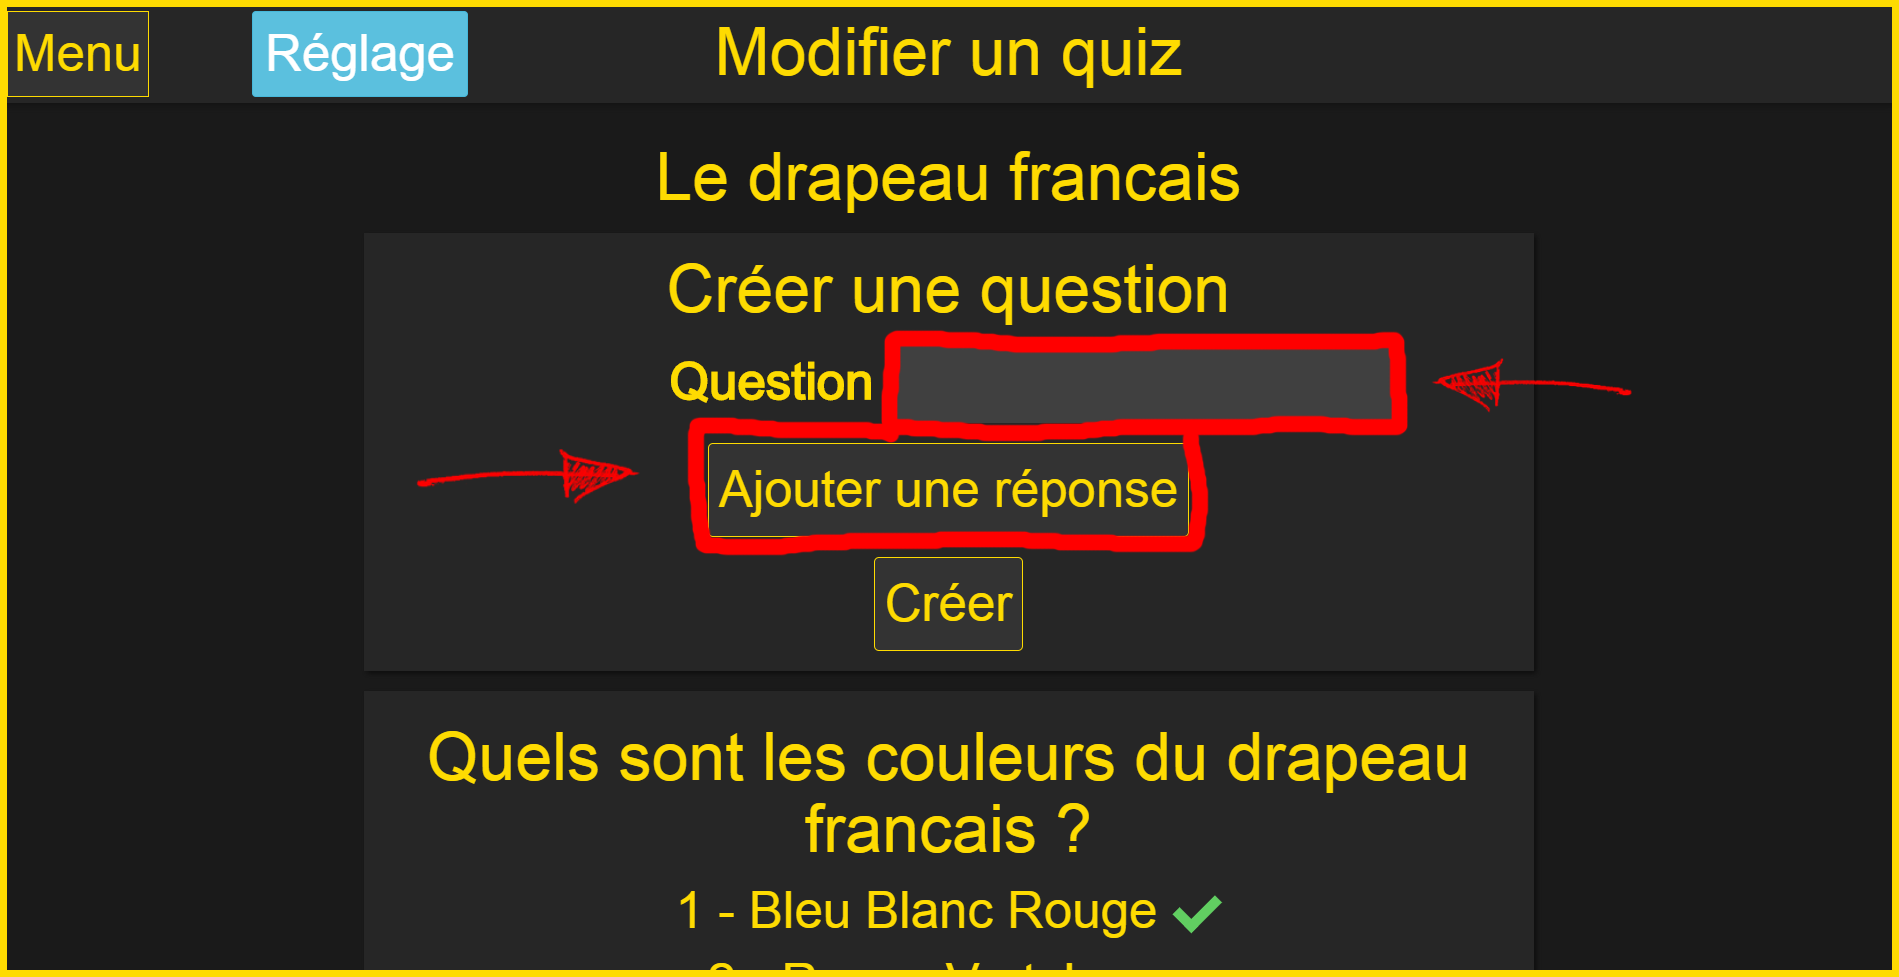 Menu
Réglage
Modifier un quiz
Le drapeau francais
Créer une question
Question
Ajouter une réponse
Créer
Quels sont les couleurs du drapeau
francais ?
1 - Bleu Blanc Rouge